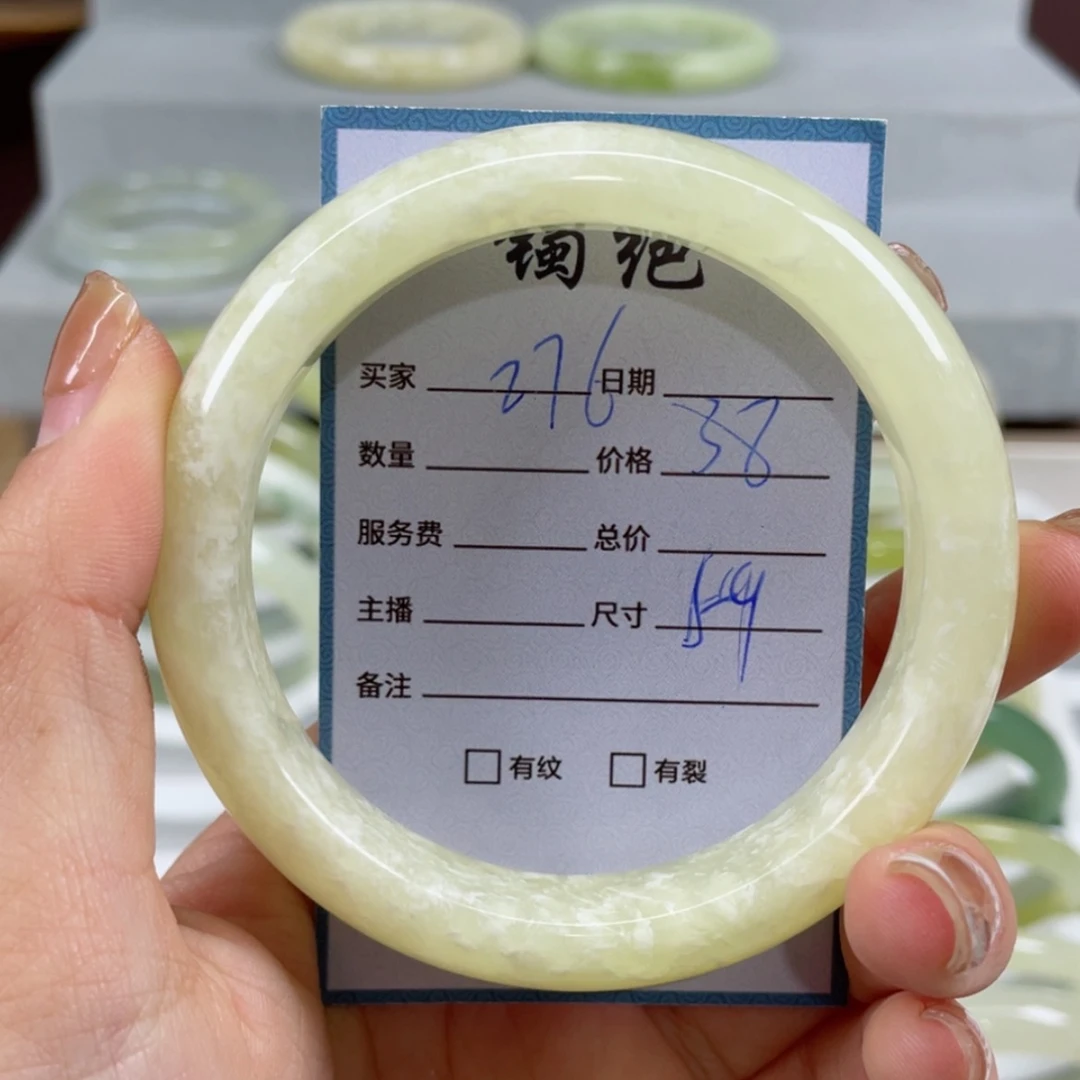 买家 276 日期
数量 价格 38
服务费 总价
主播 尺寸 59
备注
□有纹 □有裂